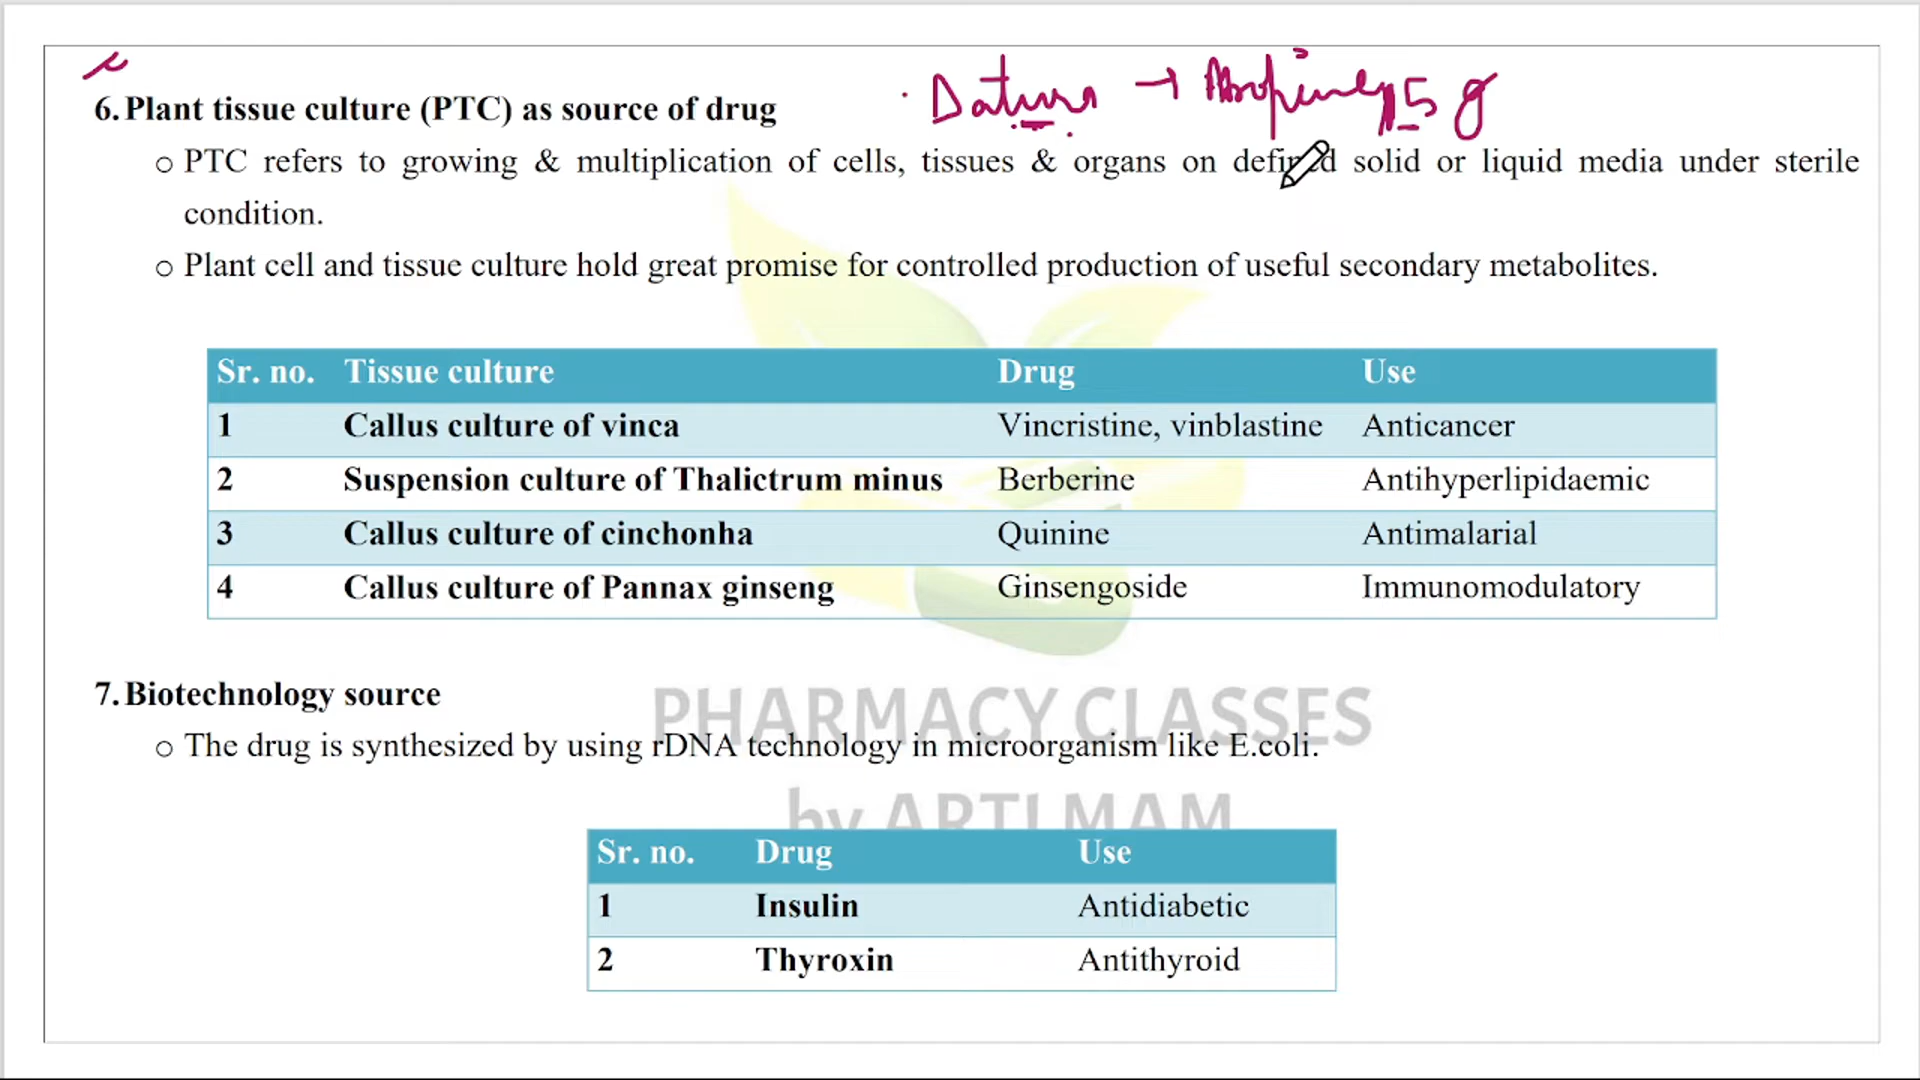 Datura → Atropine 5 g
6. Plant tissue culture (PTC) as source of drug
o PTC refers to growing & multiplication of cells, tissues & organs on defined solid or liquid media under sterile
condition.
o Plant cell and tissue culture hold great promise for controlled production of useful secondary metabolites.
Sr. no. Tissue culture Drug Use
1 Callus culture of vinca Vincristine, vinblastine Anticancer
2 Suspension culture of Thalictrum minus Berberine Antihyperlipidaemic
3 Callus culture of cinchonha Quinine Antimalarial
4 Callus culture of Pannax ginseng Ginsengoside Immunomodulatory
7. Biotechnology source
PHARMACY CLASSES
o The drug is synthesized by using rDNA technology in microorganism like E.coli.
by ARTI MAM
Sr. no. Drug Use
1 Insulin Antidiabetic
2 Thyroxin Antithyroid